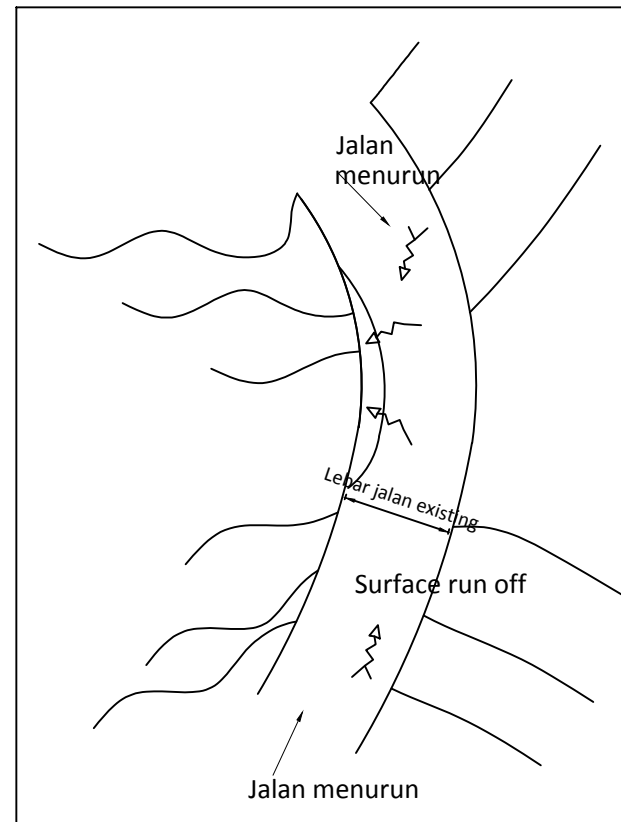 Jalan
menurun
Lebar jalan existing
Surface run off
Jalan menurun